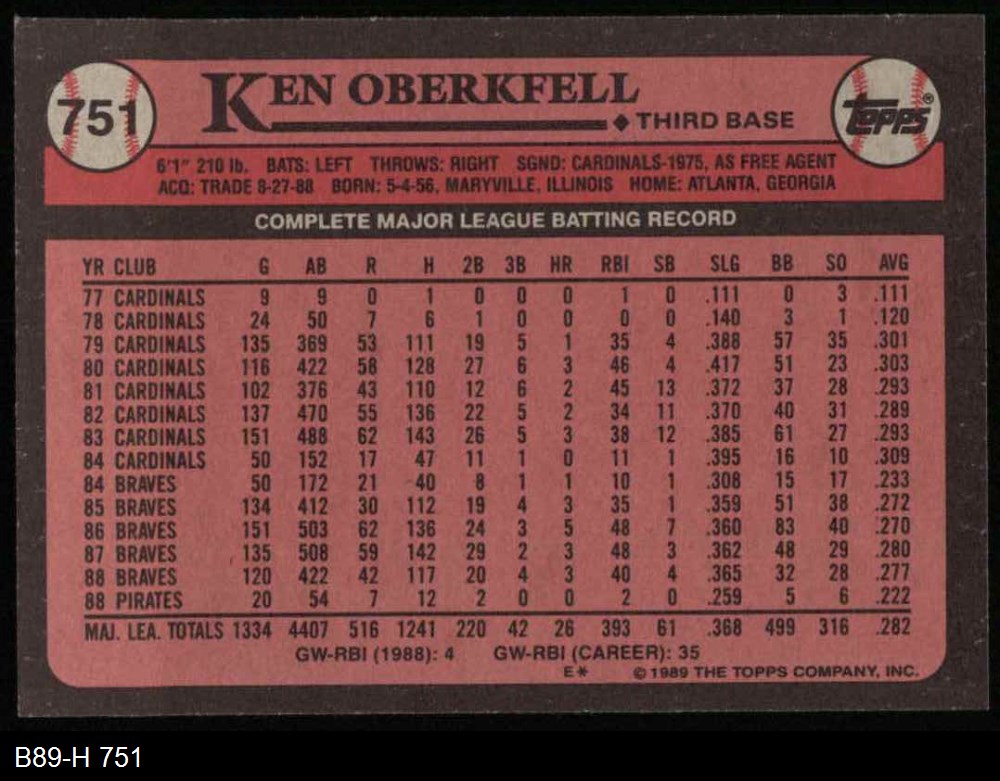 751
KEN OBERKFELL
◆ THIRD BASE
TOPPS®
6'1" 210 lb. BATS: LEFT THROWS: RIGHT SGND: CARDINALS-1975, AS FREE AGENT
ACQ: TRADE 8-27-88 BORN: 5-4-56, MARYVILLE, ILLINOIS HOME: ATLANTA, GEORGIA
COMPLETE MAJOR LEAGUE BATTING RECORD
YR CLUB G AB R H 2B 3B HR RBI SB SLG BB SO AVG
77 CARDINALS 9 9 0 1 0 0 0 1 0 .111 0 3 .111
78 CARDINALS 24 50 7 6 1 0 0 0 0 .140 3 1 .120
79 CARDINALS 135 369 53 111 19 5 1 35 4 .388 57 35 .301
80 CARDINALS 116 422 58 128 27 6 3 46 4 .417 51 23 .303
81 CARDINALS 102 376 43 110 12 6 2 45 13 .372 37 28 .293
82 CARDINALS 137 470 55 136 22 5 2 34 11 .370 40 31 .289
83 CARDINALS 151 488 62 143 26 5 3 38 12 .385 61 27 .293
84 CARDINALS 50 152 17 47 11 1 0 11 1 .395 16 10 .309
84 BRAVES 50 172 21 40 8 1 1 10 1 .308 15 17 .233
85 BRAVES 134 412 30 112 19 4 3 35 1 .359 51 38 .272
86 BRAVES 151 503 62 136 24 3 5 48 7 .360 83 40 .270
87 BRAVES 135 508 59 142 29 2 3 48 3 .362 48 29 .280
88 BRAVES 120 422 42 117 20 4 3 40 4 .365 32 28 .277
88 PIRATES 20 54 7 12 2 0 0 2 0 .259 5 6 .222
MAJ. LEA. TOTALS 1334 4407 516 1241 220 42 26 393 61 .368 499 316 .282
GW-RBI (1988): 4 GW-RBI (CAREER): 35
E* © 1989 THE TOPPS COMPANY, INC.
B89-H 751